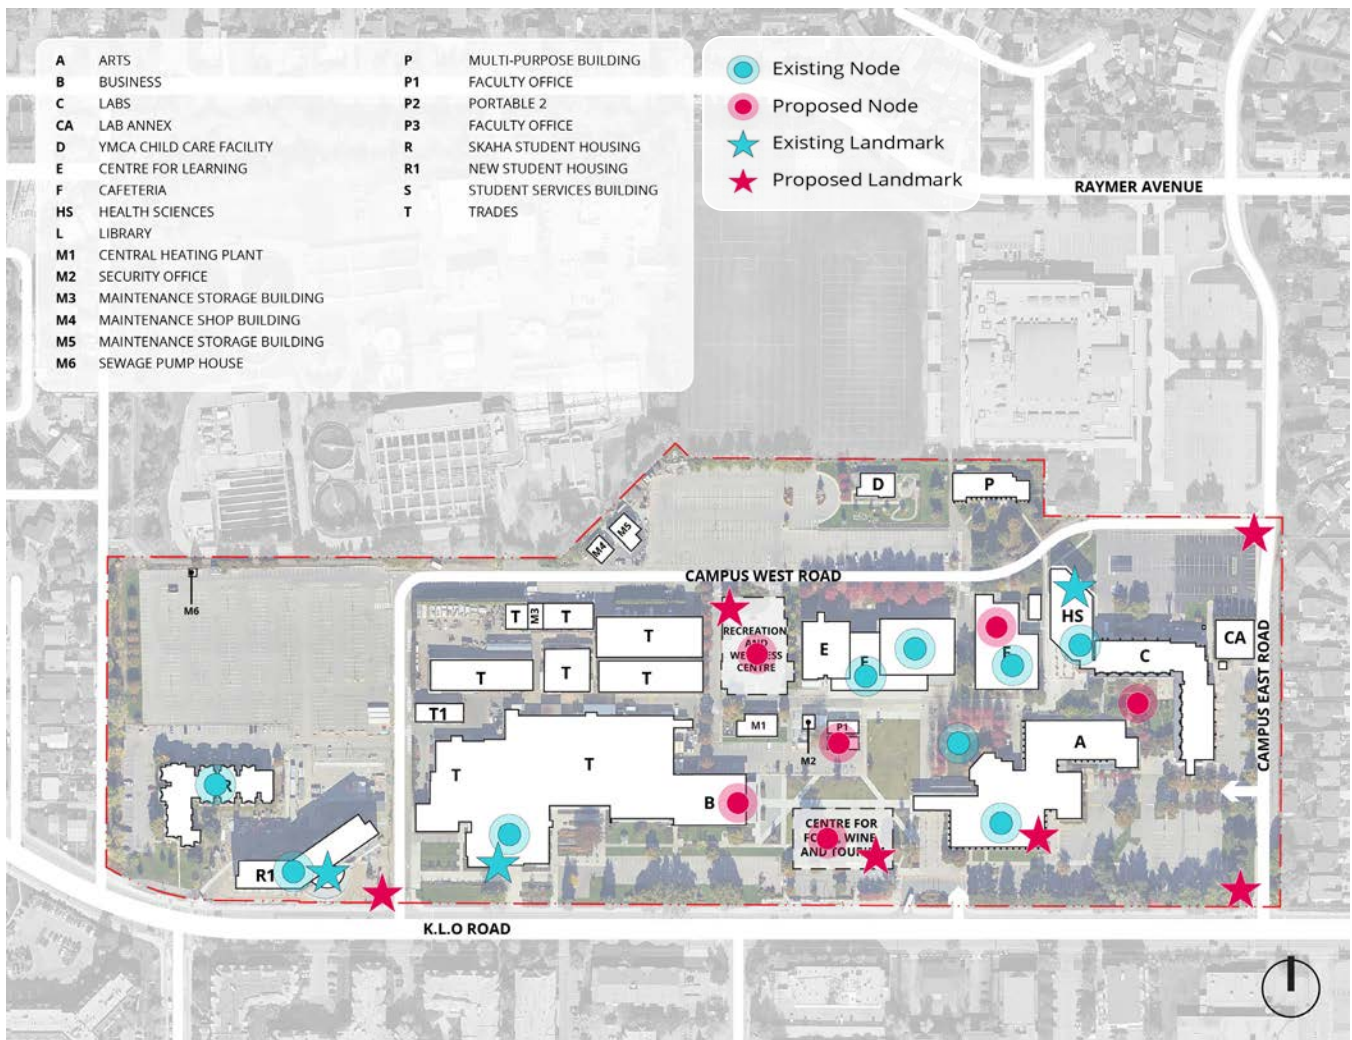 A ARTS
B BUSINESS
C LABS
CA LAB ANNEX
D YMCA CHILD CARE FACILITY
E CENTRE FOR LEARNING
F CAFETERIA
HS HEALTH SCIENCES
L LIBRARY
M1 CENTRAL HEATING PLANT
M2 SECURITY OFFICE
M3 MAINTENANCE STORAGE BUILDING
M4 MAINTENANCE SHOP BUILDING
M5 MAINTENANCE STORAGE BUILDING
M6 SEWAGE PUMP HOUSE
P MULTI-PURPOSE BUILDING
P1 FACULTY OFFICE
P2 PORTABLE 2
P3 FACULTY OFFICE
R SKAHA STUDENT HOUSING
R1 NEW STUDENT HOUSING
S STUDENT SERVICES BUILDING
T TRADES
Existing Node
Proposed Node
Existing Landmark
Proposed Landmark
RAYMER AVENUE
D
P
M5
M4
CAMPUS WEST ROAD
M6
T
M3
T
T
HS
RECREATION
AND
CENTRE
E
C
CA
T
T
T
T1
M1
M2
P1
A
CAMPUS EAST ROAD
T
T
B
R
CENTRE FOR
WINE
AND
R1
K.L.O ROAD